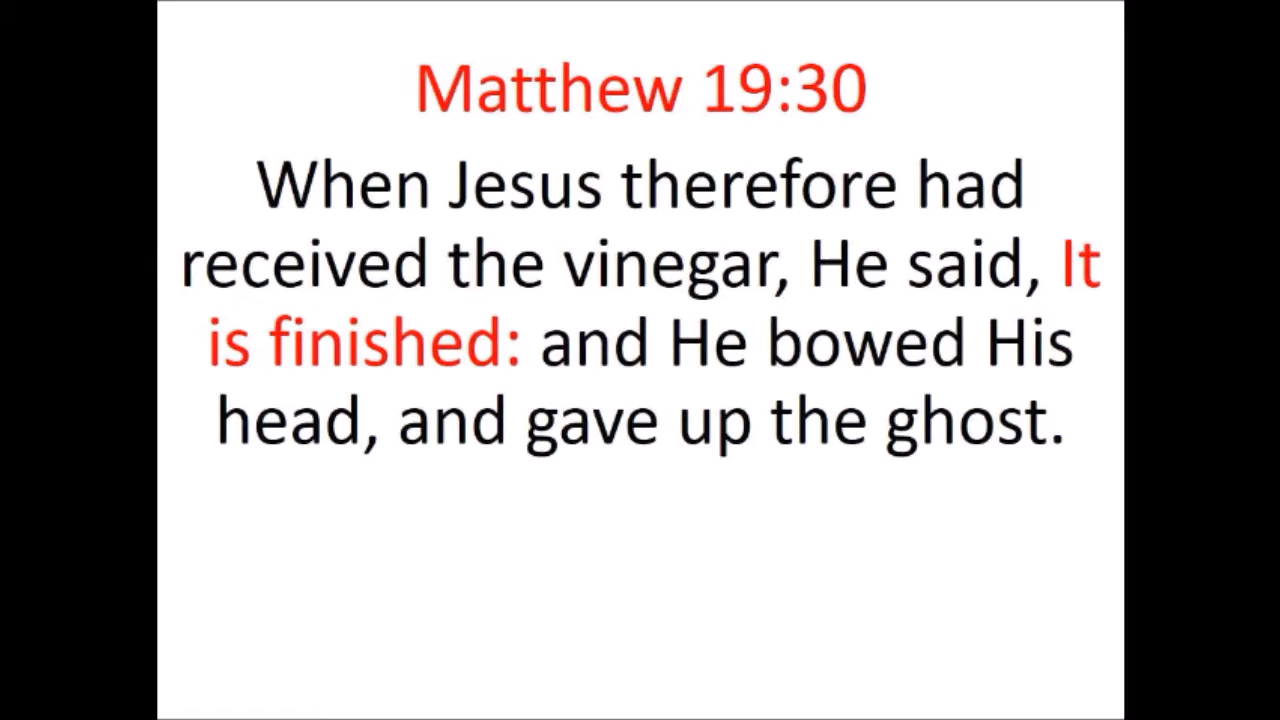 Matthew 19:30
When Jesus therefore had
received the vinegar, He said, It
is finished: and He bowed His
head, and gave up the ghost.